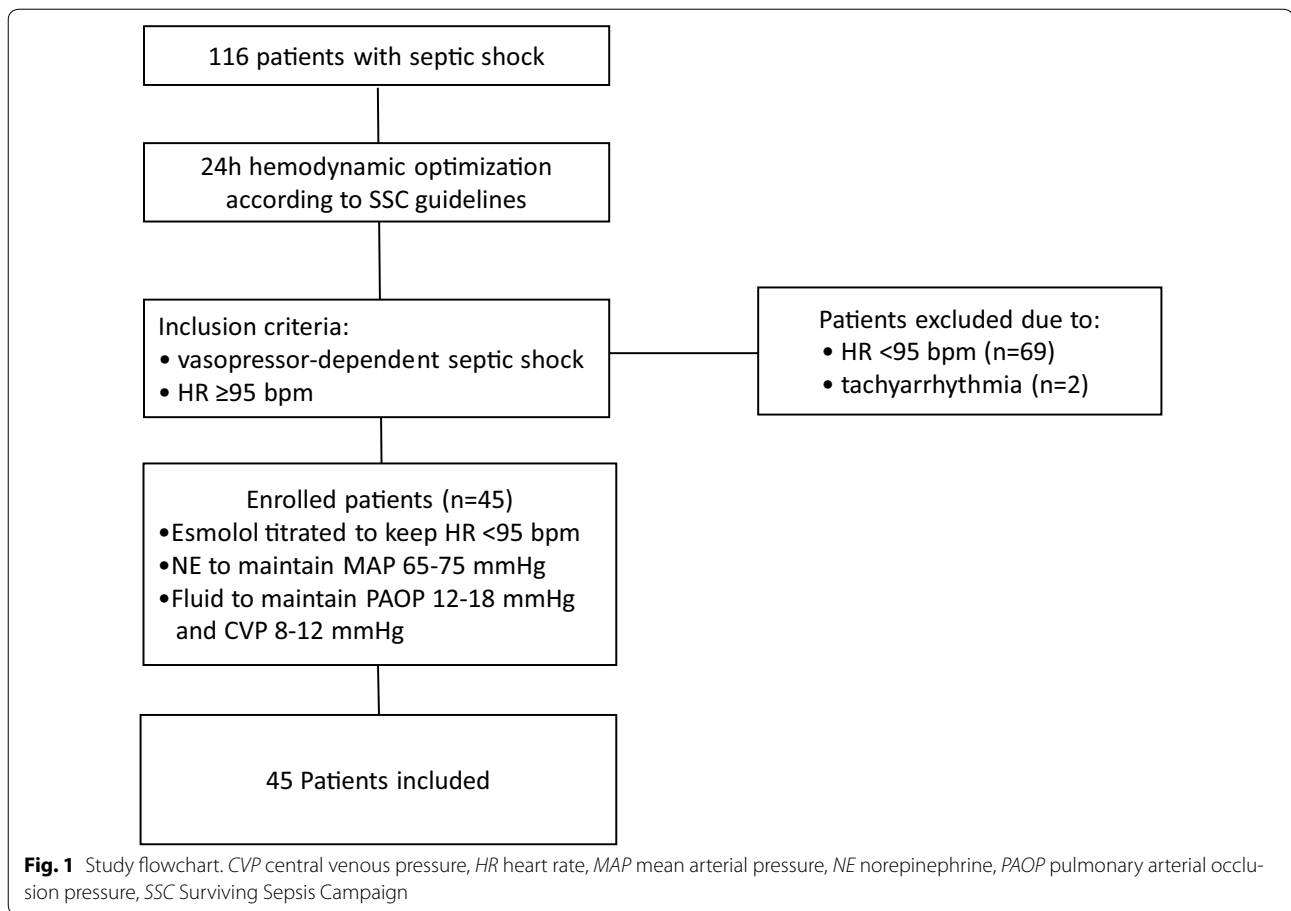 116 patients with septic shock
24h hemodynamic optimization
according to SSC guidelines
Inclusion criteria:
• vasopressor-dependent septic shock
• HR ≥95 bpm
Patients excluded due to:
• HR <95 bpm (n=69)
• tachyarrhythmia (n=2)
Enrolled patients (n=45)
•Esmolol titrated to keep HR <95 bpm
•NE to maintain MAP 65-75 mmHg
•Fluid to maintain PAOP 12-18 mmHg
and CVP 8-12 mmHg
45 Patients included
Fig. 1 Study flowchart. CVP central venous pressure, HR heart rate, MAP mean arterial pressure, NE norepinephrine, PAOP pulmonary arterial occlu-
sion pressure, SSC Surviving Sepsis Campaign